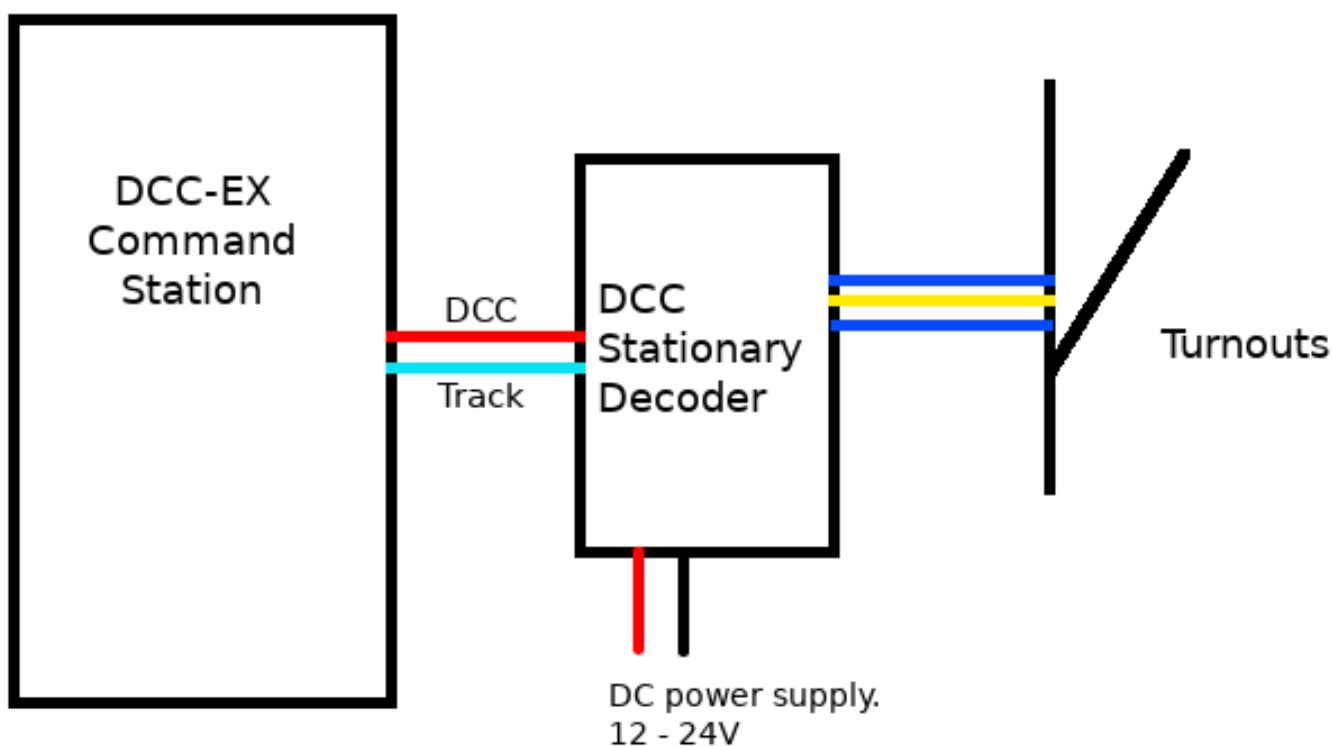 DCC-EX
Command
Station
DCC
Track
DCC
Stationary
Decoder
Turnouts
DC power supply.
12 - 24V